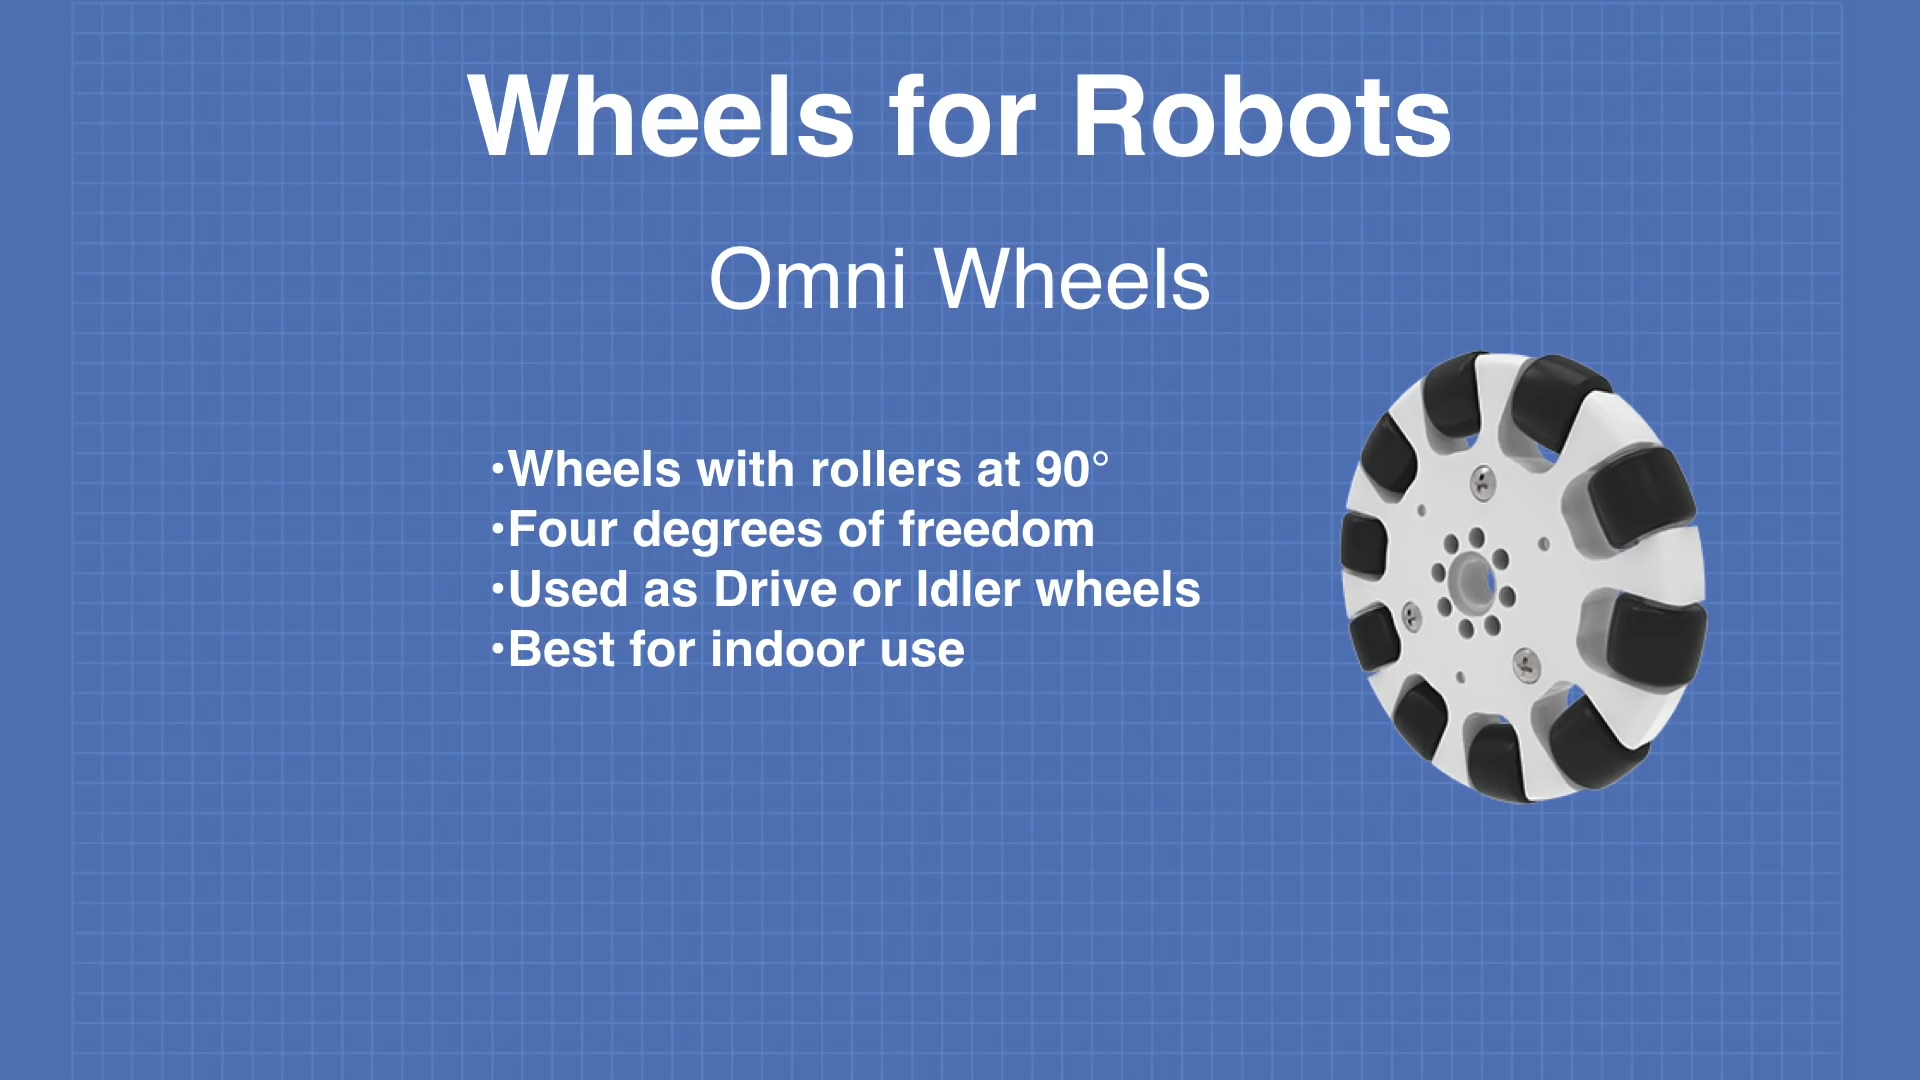 Wheels for Robots
Omni Wheels
•Wheels with rollers at 90°
•Four degrees of freedom
•Used as Drive or Idler wheels
•Best for indoor use